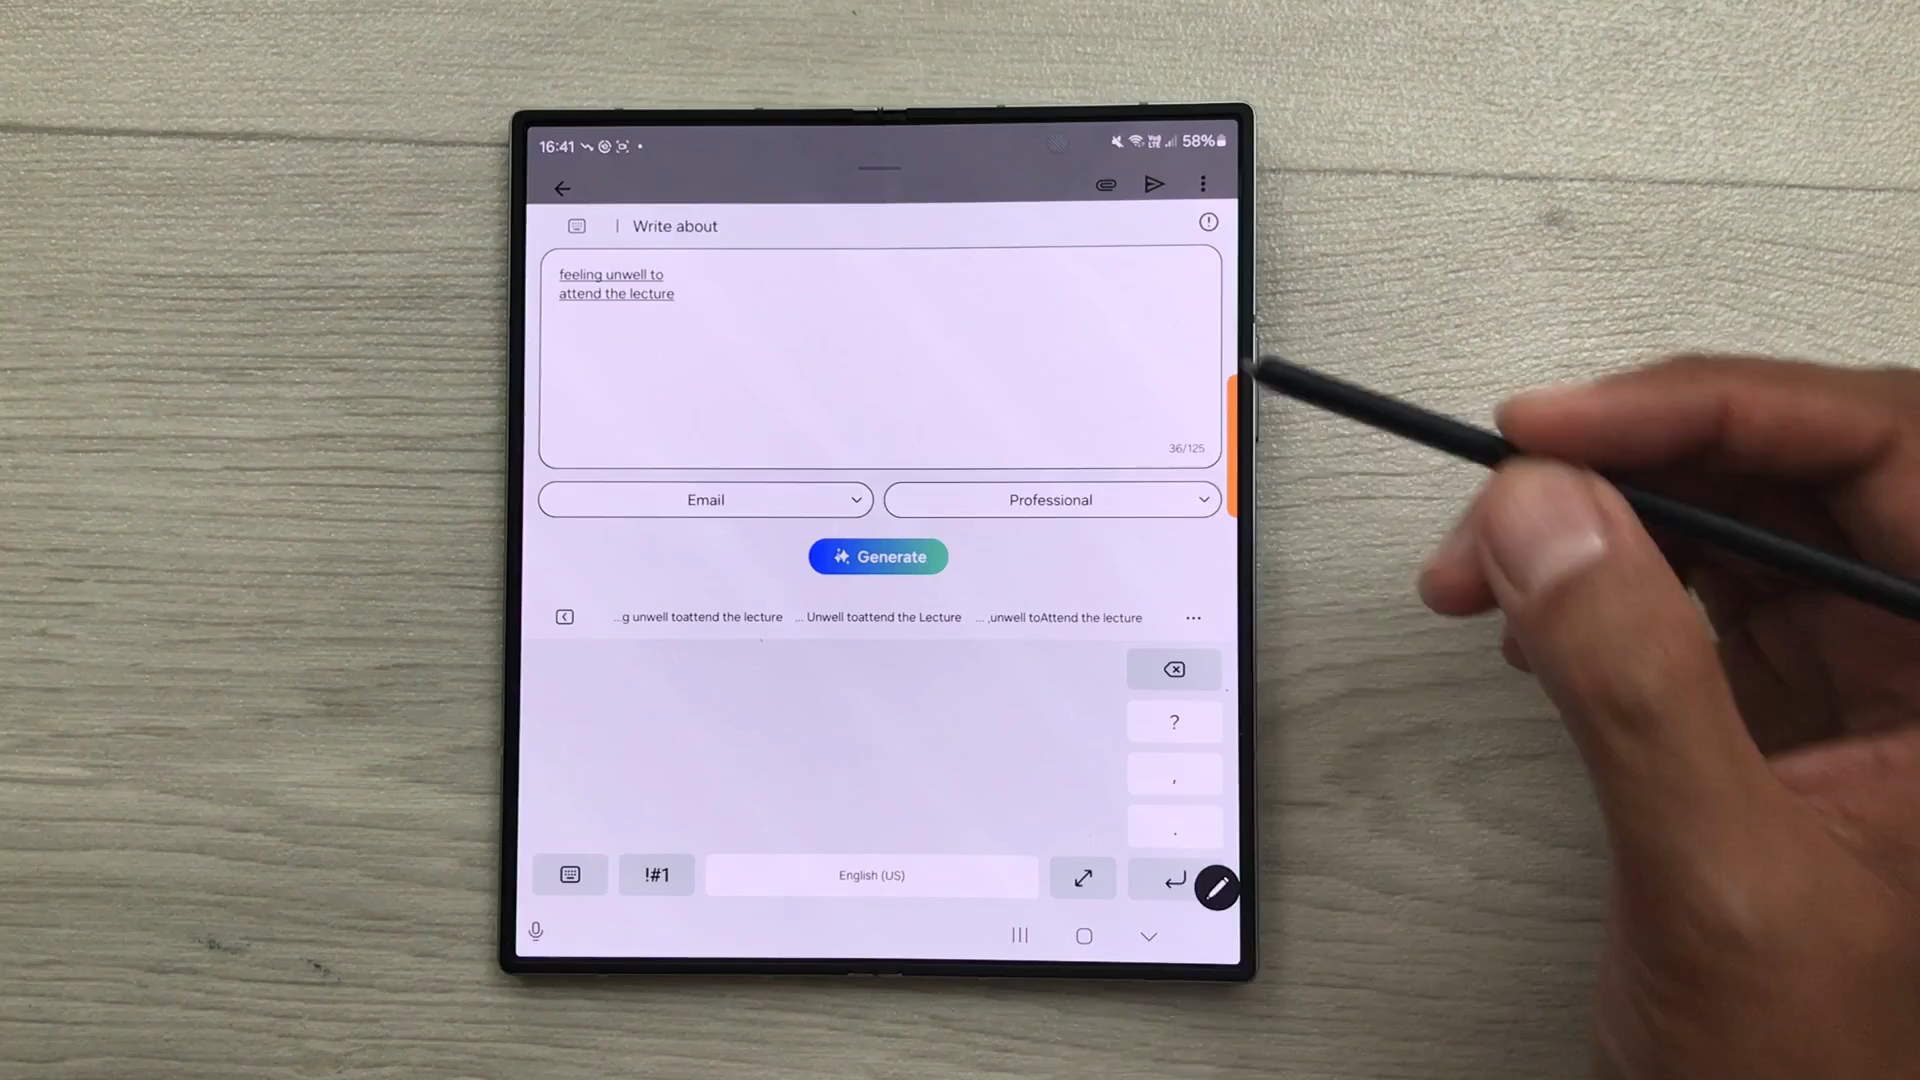 16:41
58%
Write about
feeling unwell to
attend the lecture
36/125
Email
Professional
Generate
...g unwell toattend the lecture
... Unwell toattend the Lecture
... ,unwell toAttend the lecture
?
,
.
!#1
English (US)